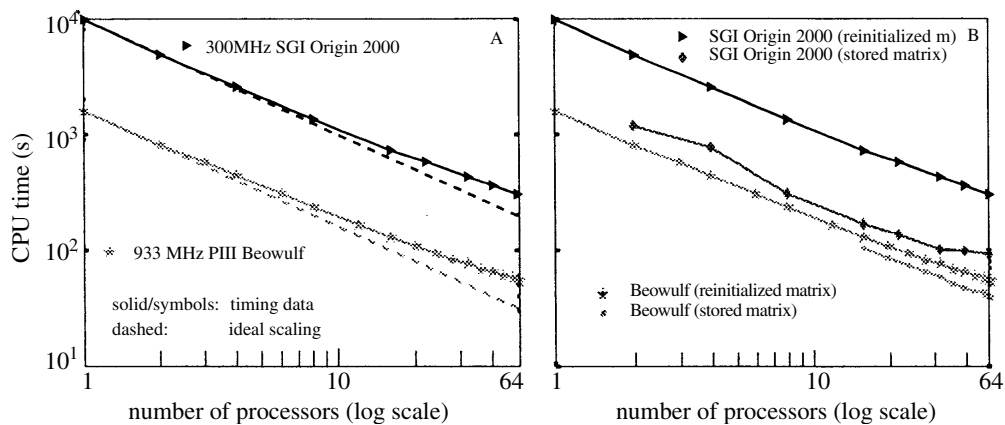 10^4
10^3
10^2
10^1
CPU time (s)
A
300MHz SGI Origin 2000
933 MHz PIII Beowulf
solid/symbols: timing data
dashed: ideal scaling
1
10
64
number of processors (log scale)
B
SGI Origin 2000 (reinitialized m)
SGI Origin 2000 (stored matrix)
Beowulf (reinitialized matrix)
Beowulf (stored matrix)
1
10
64
number of processors (log scale)